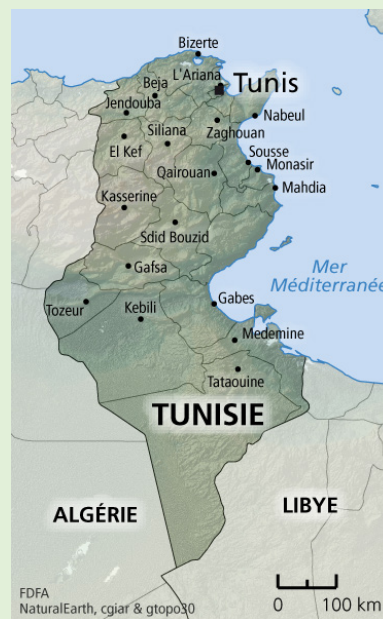 Bizerte
L'Ariana
Tunis
Beja
Jendouba
Nabeul
Siliana
Zaghouan
El Kef
Sousse
Qairouan
Monasir
Mahdia
Kasserine
Sdid Bouzid
Gafsa
Mer
Méditerranée
Tozeur
Kebili
Gabes
Medemine
Tataouine
TUNISIE
ALGÉRIE
LIBYE
FDFA
NaturalEarth, cgiar & gtopo30
0 100 km